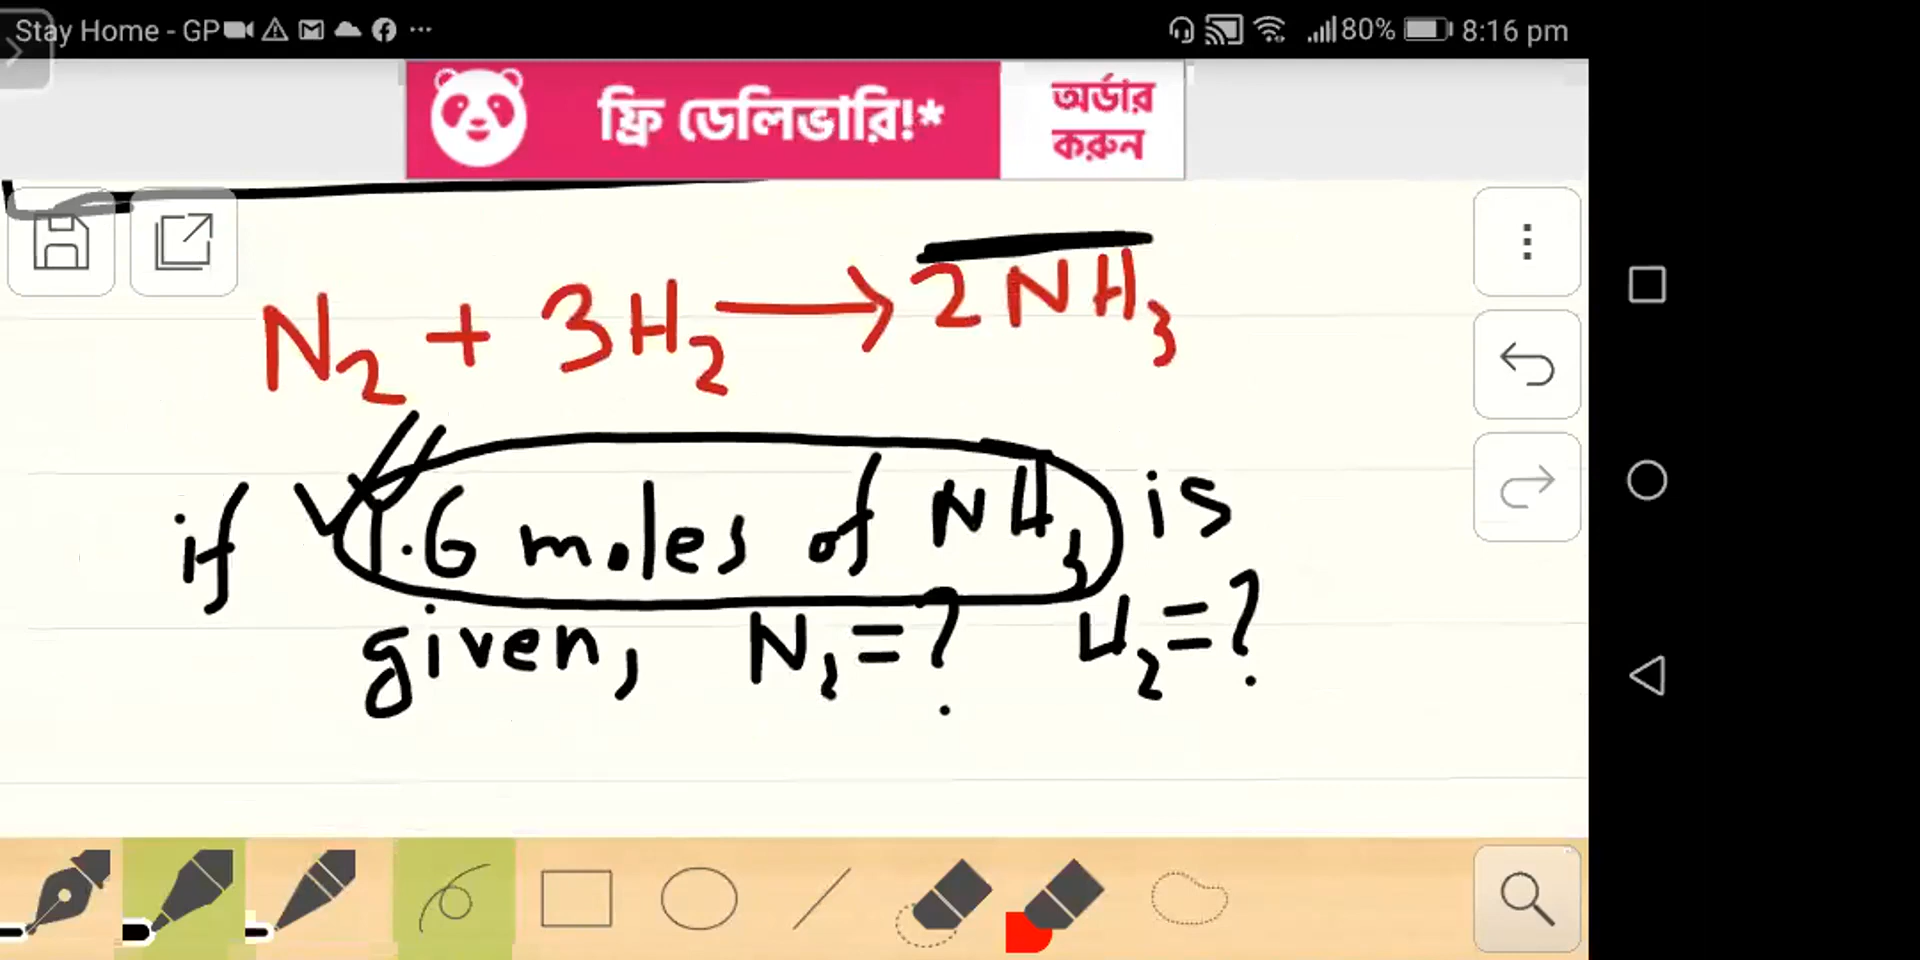 Stay Home - GP 80% 8:16 pm
ফ্রি ডেলিভারি!* অর্ডার
করুন
N₂ + 3H₂ → 2NH₃
if 1.6 moles of NH₃ is
given, N₂=? H₂=?